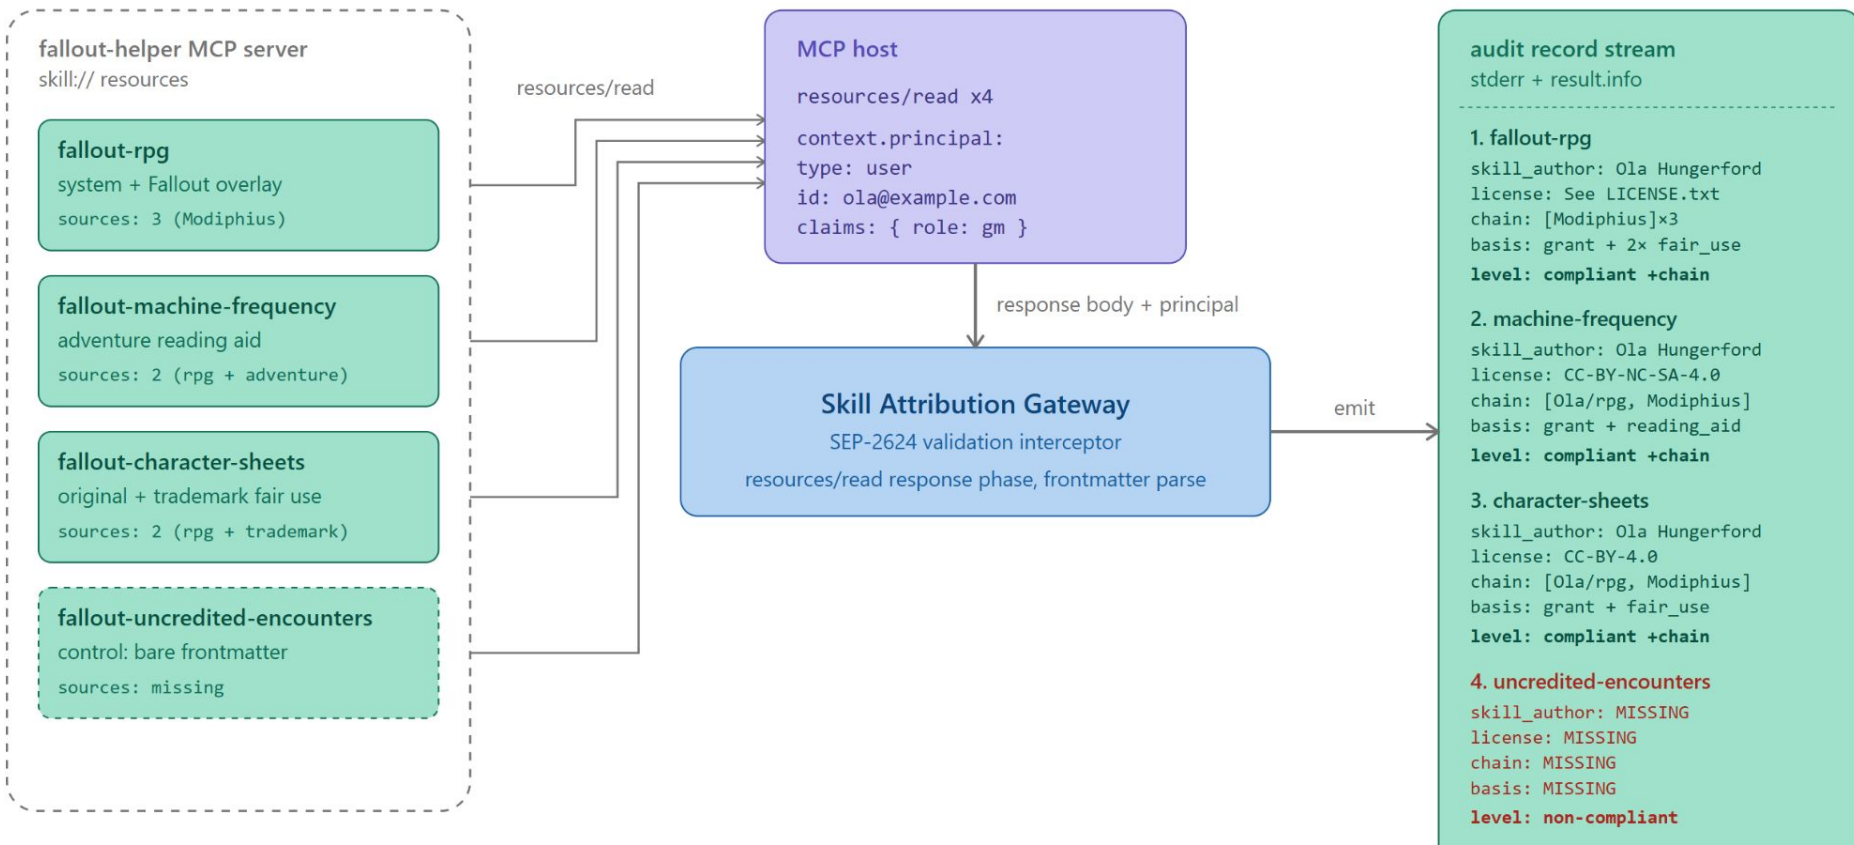 fallout-helper MCP server
skill:// resources
fallout-rpg
system + Fallout overlay
sources: 3 (Modiphius)
fallout-machine-frequency
adventure reading aid
sources: 2 (rpg + adventure)
fallout-character-sheets
original + trademark fair use
sources: 2 (rpg + trademark)
fallout-uncredited-encounters
control: bare frontmatter
sources: missing
resources/read
MCP host
resources/read x4
context.principal:
type: user
id: ola@example.com
claims: { role: gm }
response body + principal
Skill Attribution Gateway
SEP-2624 validation interceptor
resources/read response phase, frontmatter parse
emit
audit record stream
stderr + result.info
1. fallout-rpg
skill_author: Ola Hungerford
license: See LICENSE.txt
chain: [Modiphius]×3
basis: grant + 2× fair_use
level: compliant +chain
2. machine-frequency
skill_author: Ola Hungerford
license: CC-BY-NC-SA-4.0
chain: [Ola/rpg, Modiphius]
basis: grant + reading_aid
level: compliant +chain
3. character-sheets
skill_author: Ola Hungerford
license: CC-BY-4.0
chain: [Ola/rpg, Modiphius]
basis: grant + fair_use
level: compliant +chain
4. uncredited-encounters
skill_author: MISSING
license: MISSING
chain: MISSING
basis: MISSING
level: non-compliant